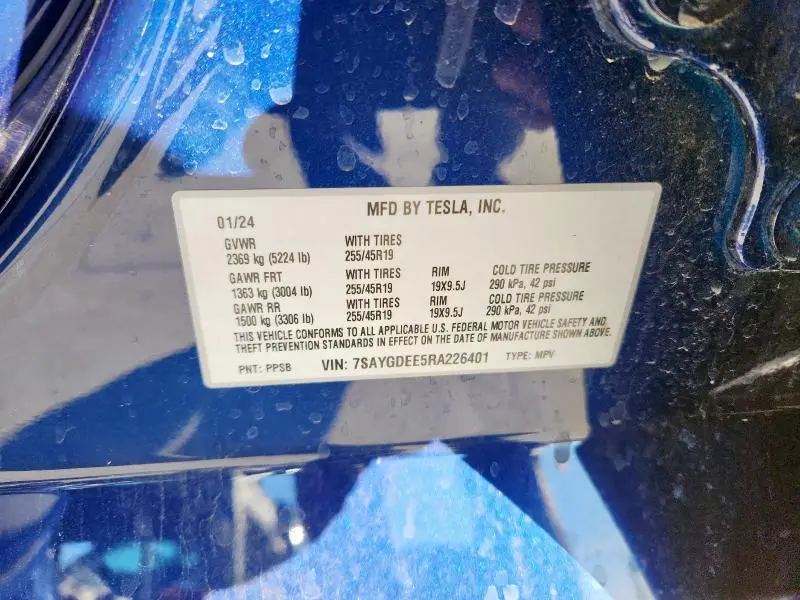 MFD BY TESLA, INC.
01/24
GVWR WITH TIRES
2369 kg (5224 lb) 255/45R19
GAWR FRT WITH TIRES RIM COLD TIRE PRESSURE
1363 kg (3004 lb) 255/45R19 19X9.5J 290 kPa, 42 psi
GAWR RR WITH TIRES RIM COLD TIRE PRESSURE
1500 kg (3306 lb) 255/45R19 19X9.5J 290 kPa, 42 psi
THIS VEHICLE CONFORMS TO ALL APPLICABLE U.S. FEDERAL MOTOR VEHICLE SAFETY AND
THEFT PREVENTION STANDARDS IN EFFECT ON THE DATE OF MANUFACTURE SHOWN ABOVE.
PNT: PPSB VIN: 7SAYGDEE5RA226401 TYPE: MPV